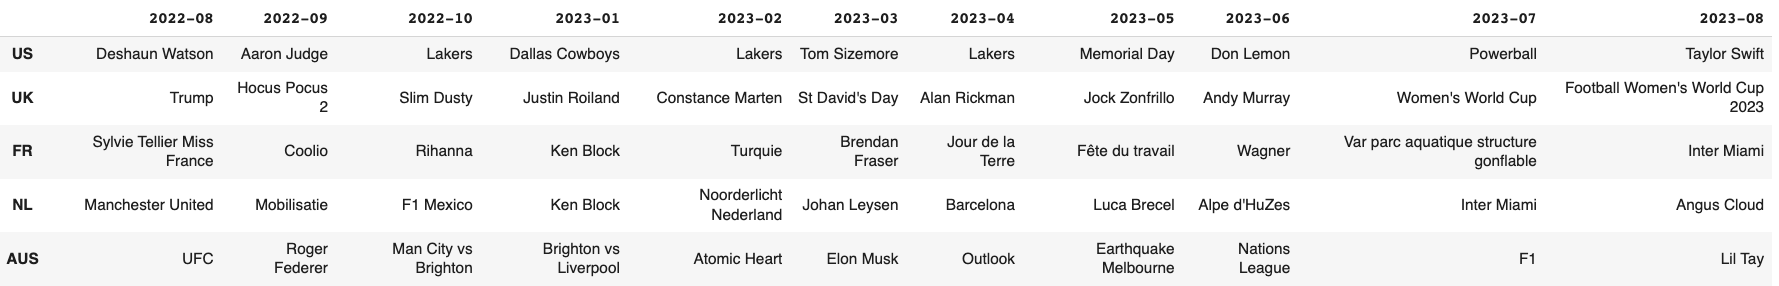 2022-08 2022-09 2022-10 2023-01 2023-02 2023-03 2023-04 2023-05 2023-06 2023-07 2023-08
US Deshaun Watson Aaron Judge Lakers Dallas Cowboys Lakers Tom Sizemore Lakers Memorial Day Don Lemon Powerball Taylor Swift
UK Trump Hocus Pocus 2 Slim Dusty Justin Roiland Constance Marten St David's Day Alan Rickman Jock Zonfrillo Andy Murray Women's World Cup Football Women's World Cup 2023
FR Sylvie Tellier Miss France Coolio Rihanna Ken Block Turquie Brendan Fraser Jour de la Terre Fête du travail Wagner Var parc aquatique structure gonflable Inter Miami
NL Manchester United Mobilisatie F1 Mexico Ken Block Noorderlicht Nederland Johan Leysen Barcelona Luca Brecel Alpe d'HuZes Inter Miami Angus Cloud
AUS UFC Roger Federer Man City vs Brighton Brighton vs Liverpool Atomic Heart Elon Musk Outlook Earthquake Melbourne Nations League F1 Lil Tay